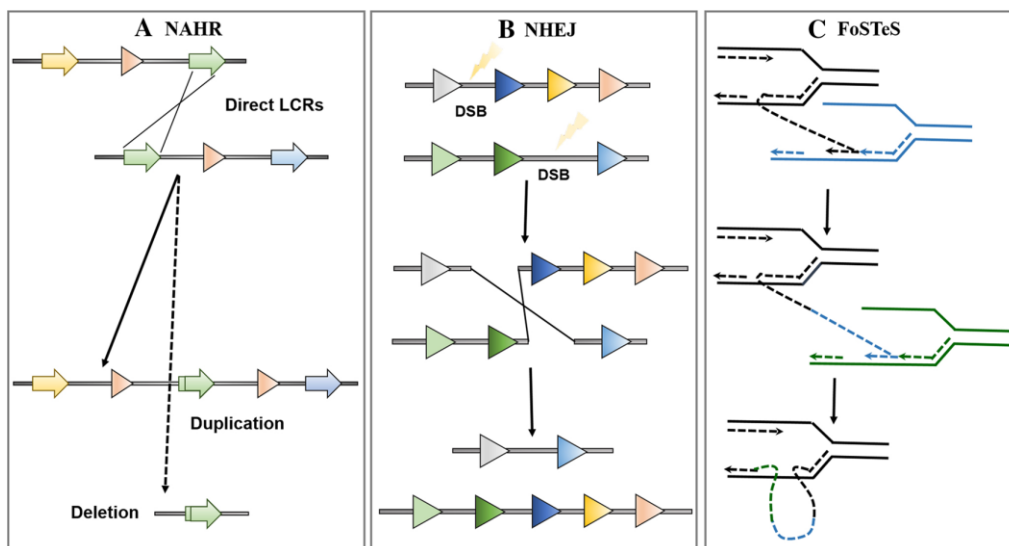 A NAHR
Direct LCRs
Duplication
Deletion
B NHEJ
DSB
DSB
C FoSTeS